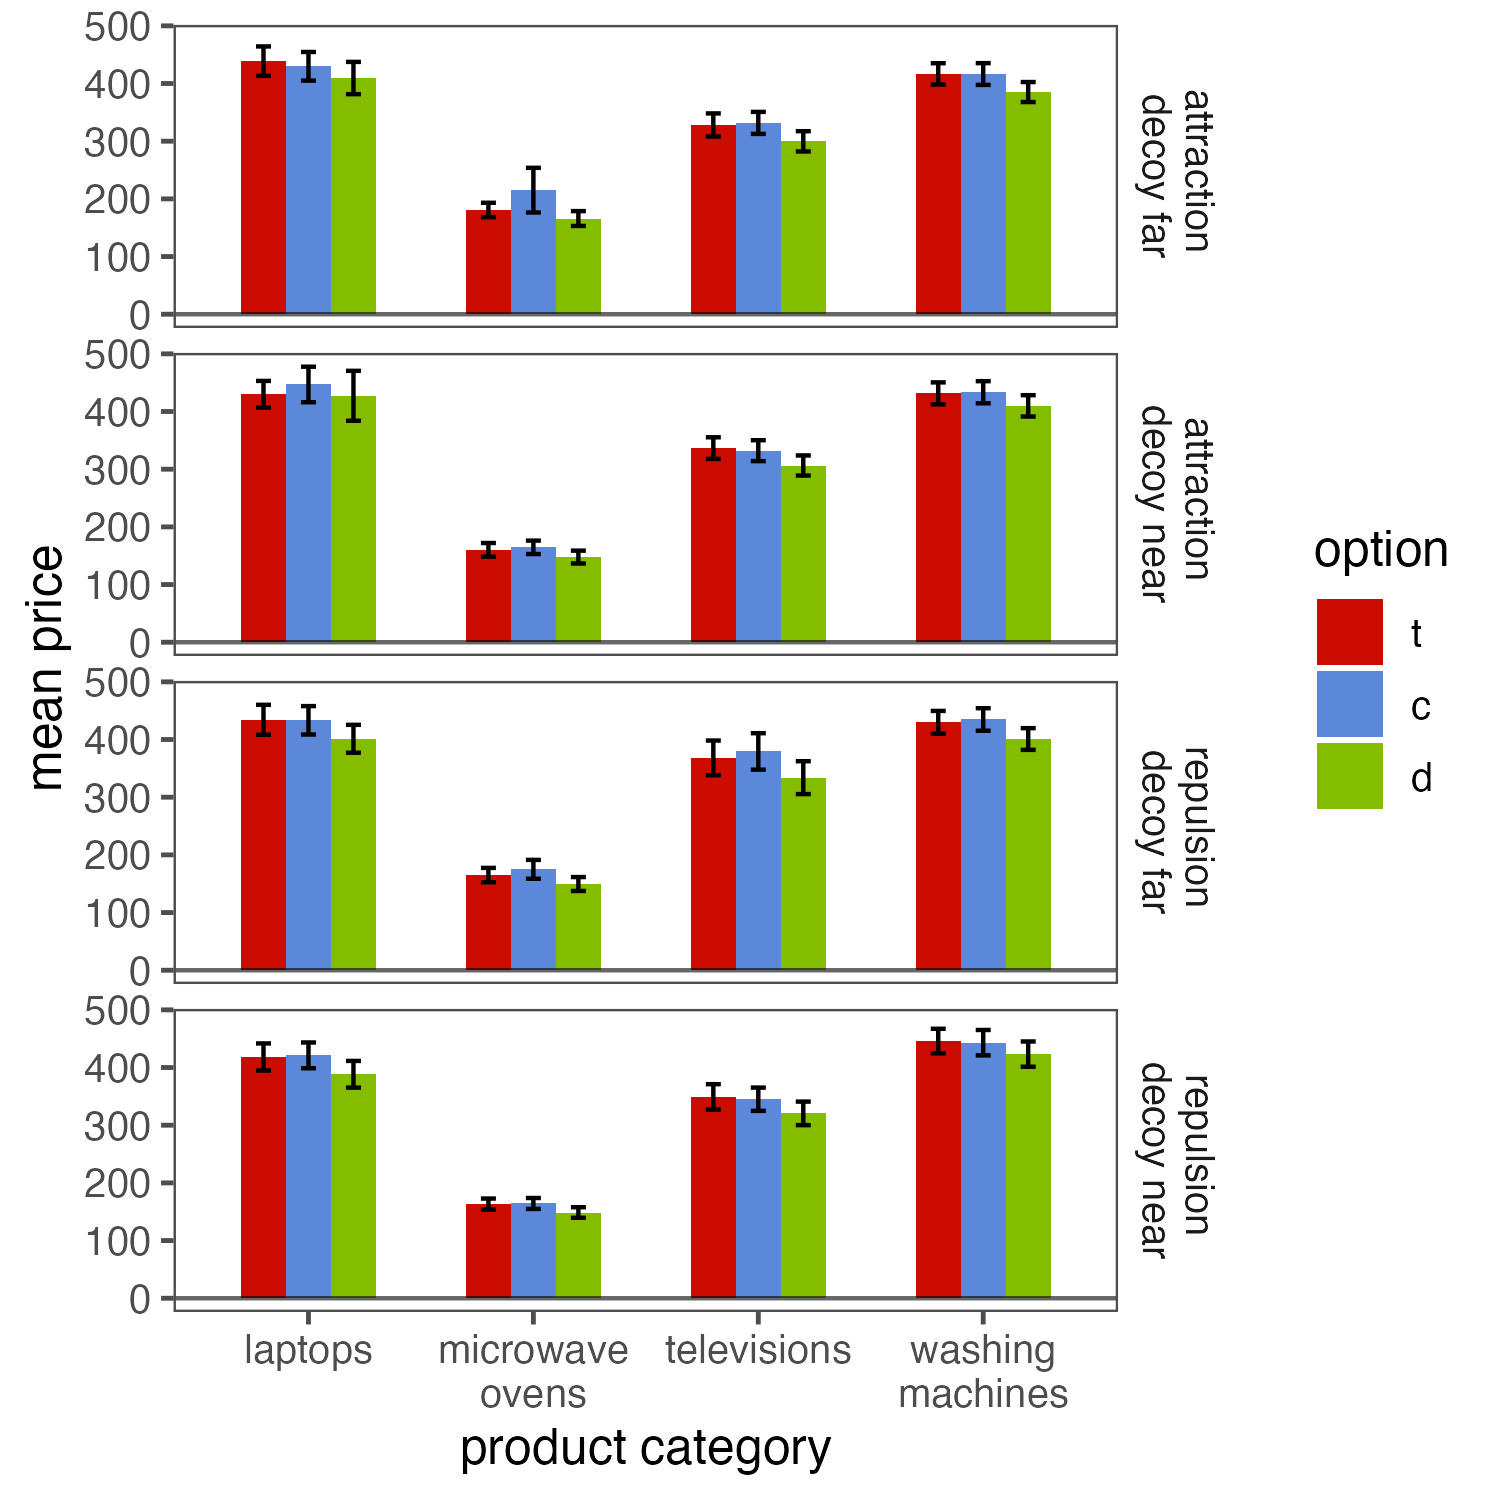 mean price
500
400
300
200
100
0
attraction
decoy far
500
400
300
200
100
0
attraction
decoy near
500
400
300
200
100
0
repulsion
decoy far
500
400
300
200
100
0
repulsion
decoy near
laptops
microwave
ovens
televisions
washing
machines
product category
option
t
c
d